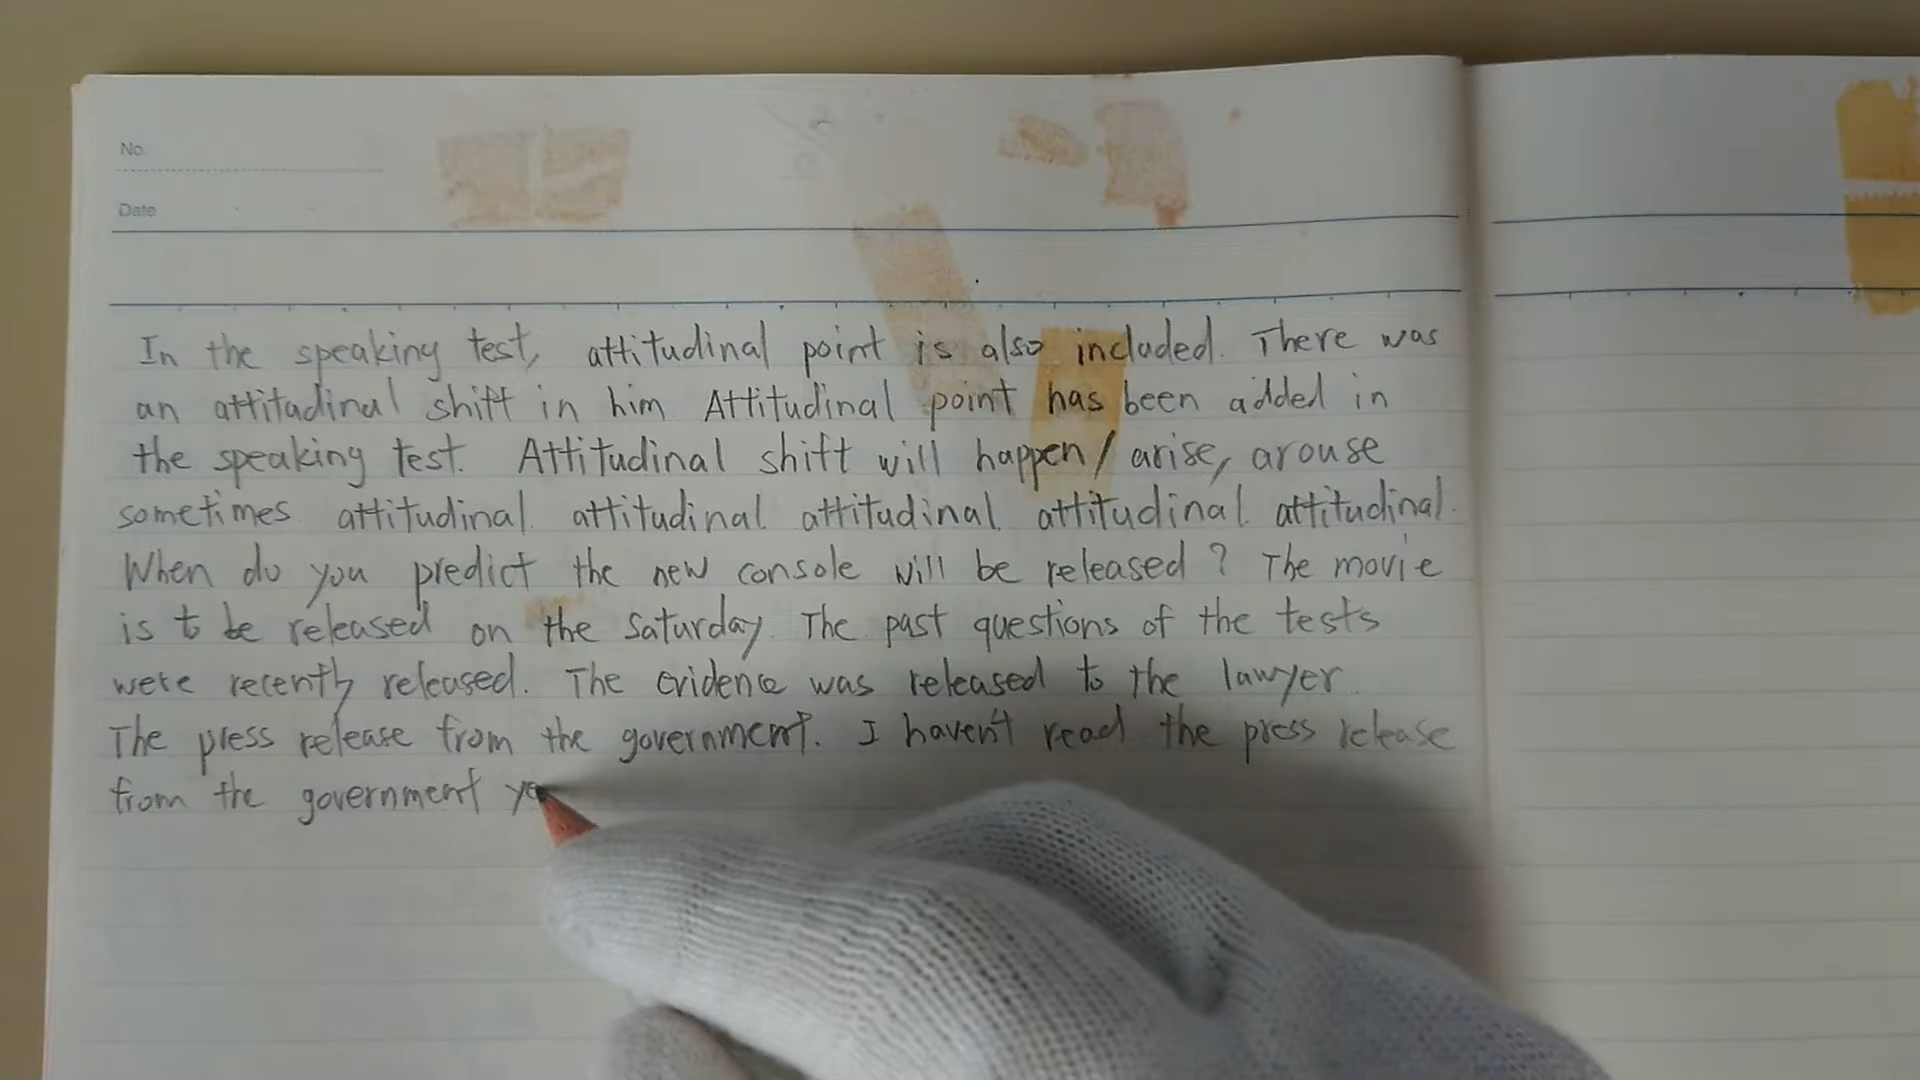 No.
Date
In the speaking test, attitudinal point is also included. There was
an attitadinal shift in him Attitudinal point has been added in
the speaking test. Attitudinal shift will happen/ arise, arouse
sometimes attitudinal. attitudinal attitudinal attitudinal attitudinal.
When do you predict the new console will be released? The movie
is to be released on the Saturday. The past questions of the tests
were recently released. The evidence was released to the lawyer.
The press release from the government. I haven't read the press release
from the government